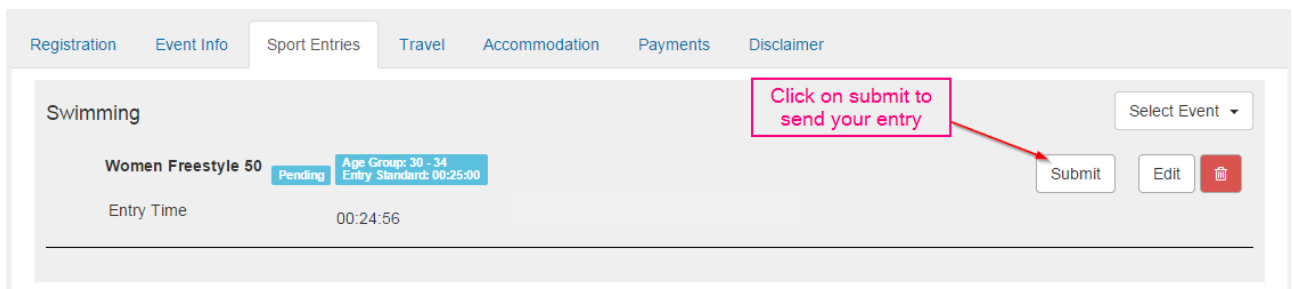 Registration Event Info Sport Entries Travel Accommodation Payments Disclaimer
Swimming
Click on submit to
send your entry
Select Event
Women Freestyle 50
Pending
Age Group: 30 - 34
Entry Standard: 00:25:00
Submit
Edit
Entry Time
00:24:56